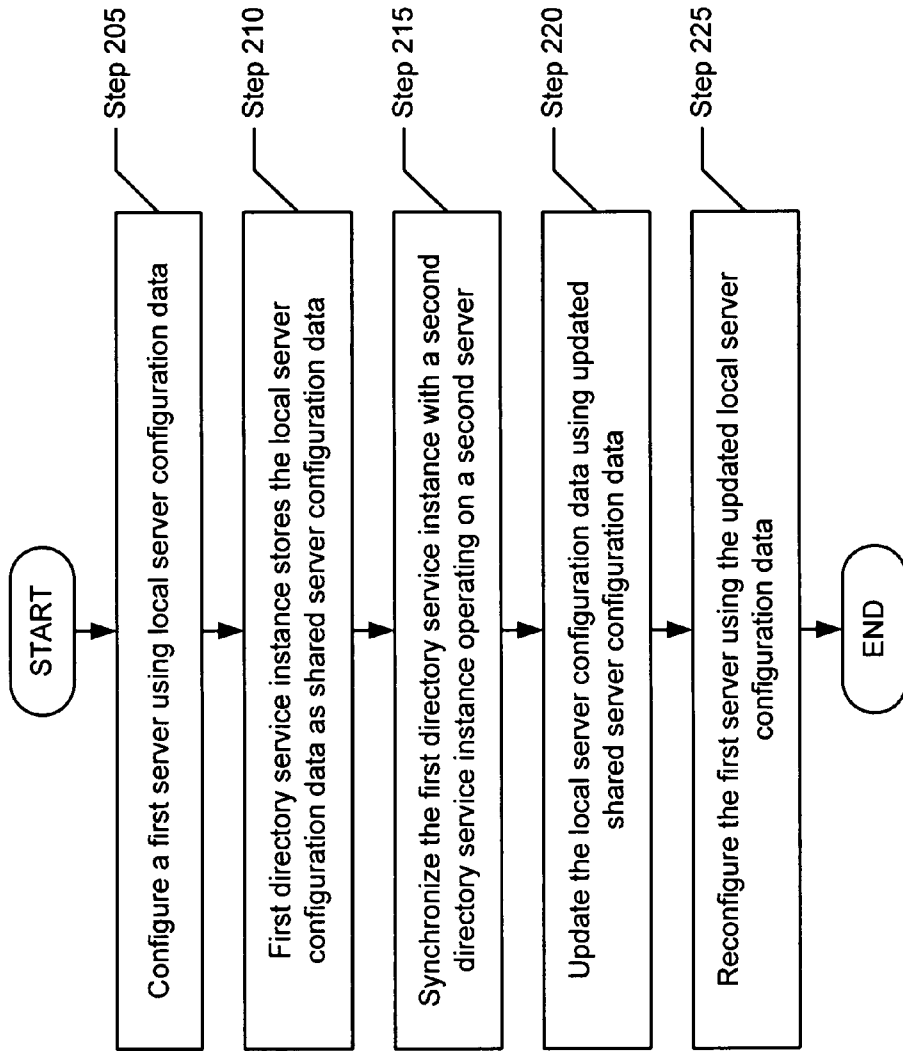 START
Configure a first server using local server configuration data
Step 205
First directory service instance stores the local server
configuration data as shared server configuration data
Step 210
Synchronize the first directory service instance with a second
directory service instance operating on a second server
Step 215
Update the local server configuration data using updated
shared server configuration data
Step 220
Reconfigure the first server using the updated local server
configuration data
Step 225
END